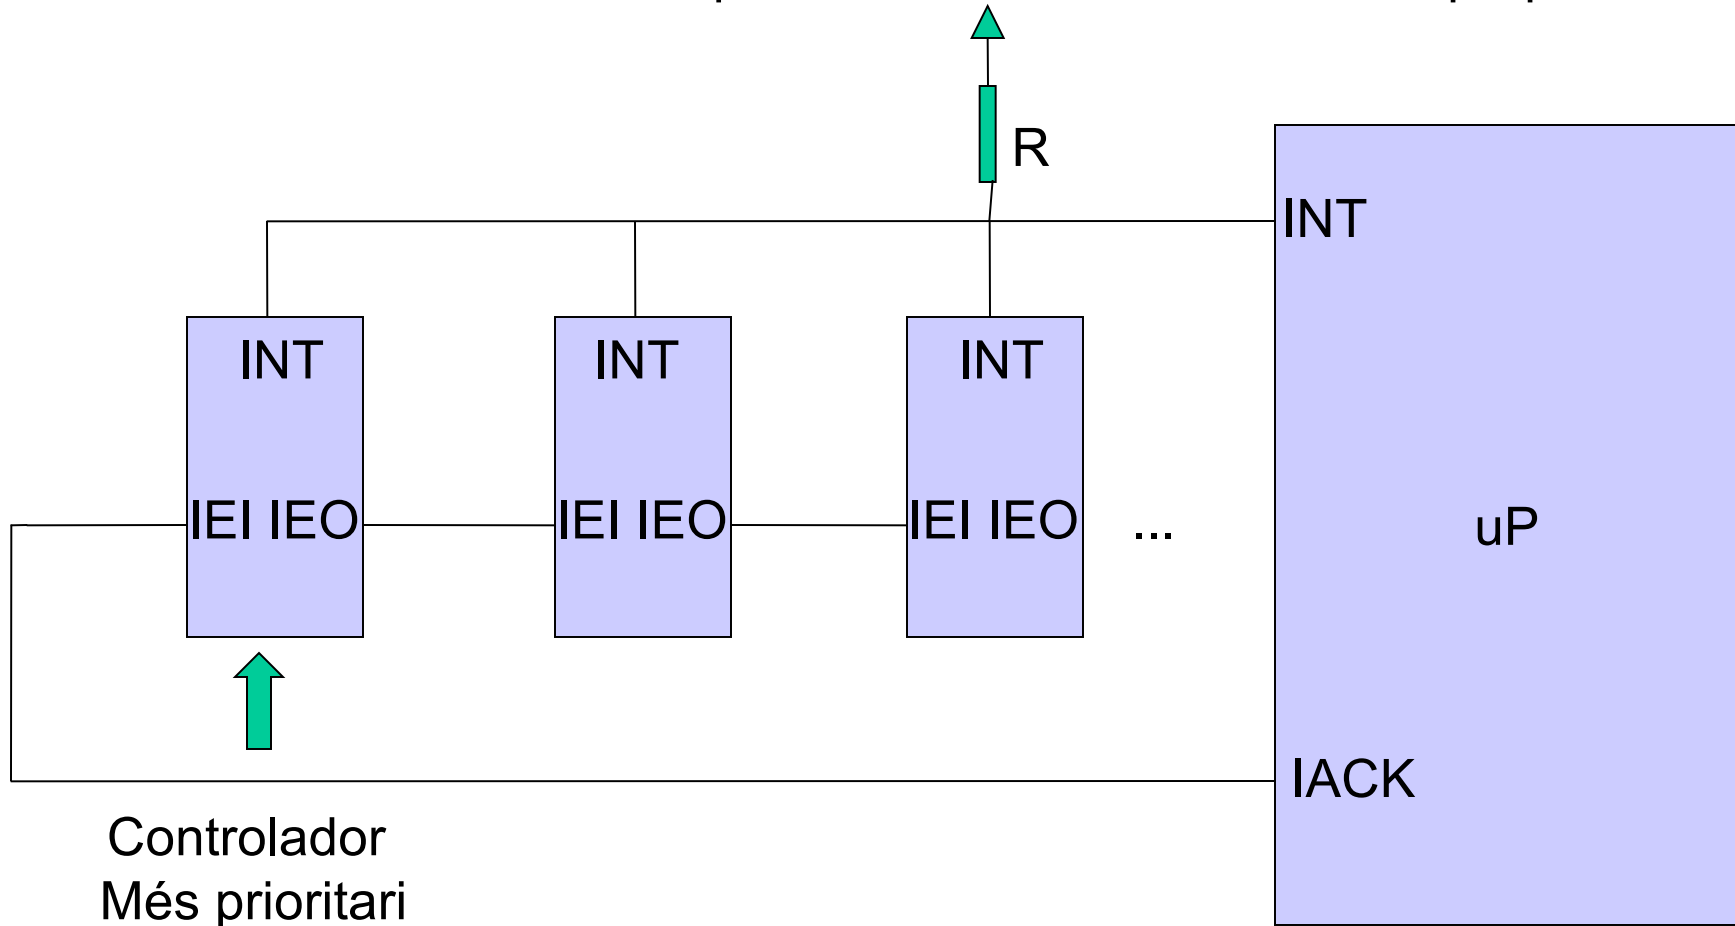 R
INT
INT
INT
INT
IEI IEO
IEI IEO
IEI IEO
...
uP
IACK
Controlador
Més prioritari